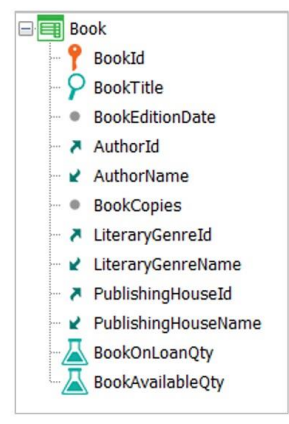 Book
BookId
BookTitle
BookEditionDate
AuthorId
AuthorName
BookCopies
LiteraryGenreId
LiteraryGenreName
PublishingHouseId
PublishingHouseName
BookOnLoanQty
BookAvailableQty